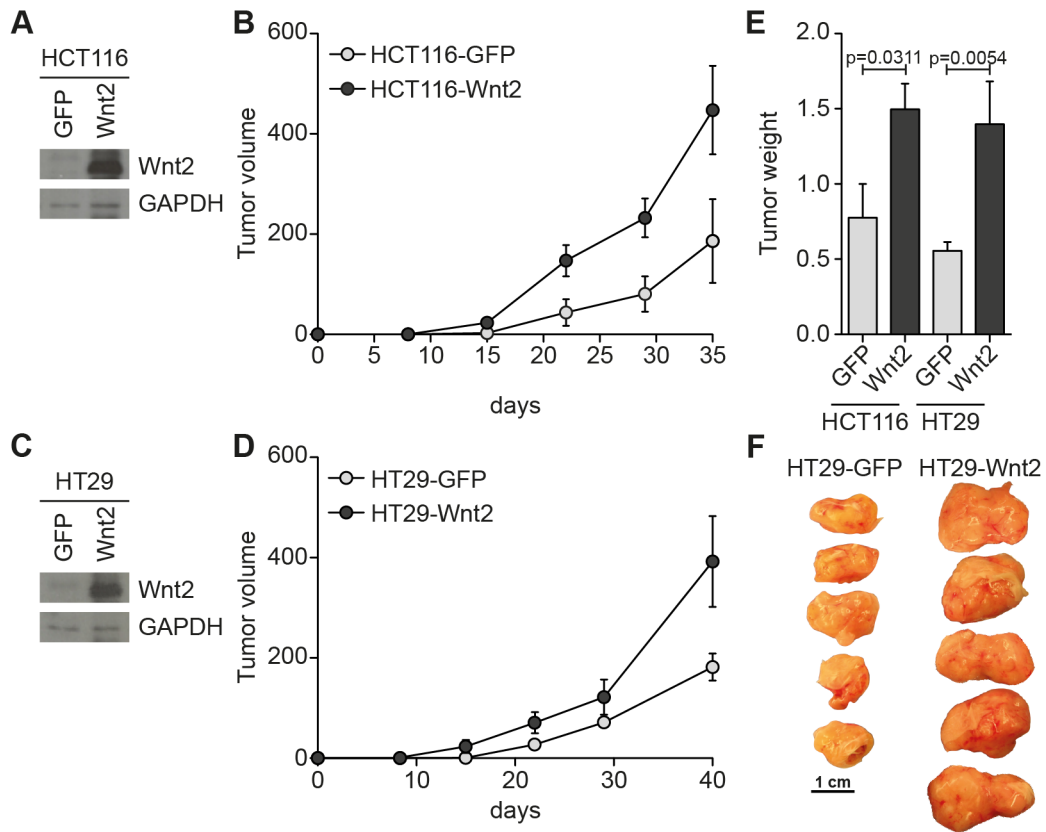 A
HCT116
GFP
Wnt2
Wnt2
GAPDH
B
600
400
200
0
Tumor volume
HCT116-GFP
HCT116-Wnt2
0 5 10 15 20 25 30 35
days
E
2.0
1.5
1.0
0.5
0.0
Tumor weight
p=0.0311 p=0.0054
GFP Wnt2 GFP Wnt2
HCT116 HT29
C
HT29
GFP
Wnt2
Wnt2
GAPDH
D
600
400
200
0
Tumor volume
HT29-GFP
HT29-Wnt2
0 10 20 30 40
days
F
HT29-GFP HT29-Wnt2
1 cm